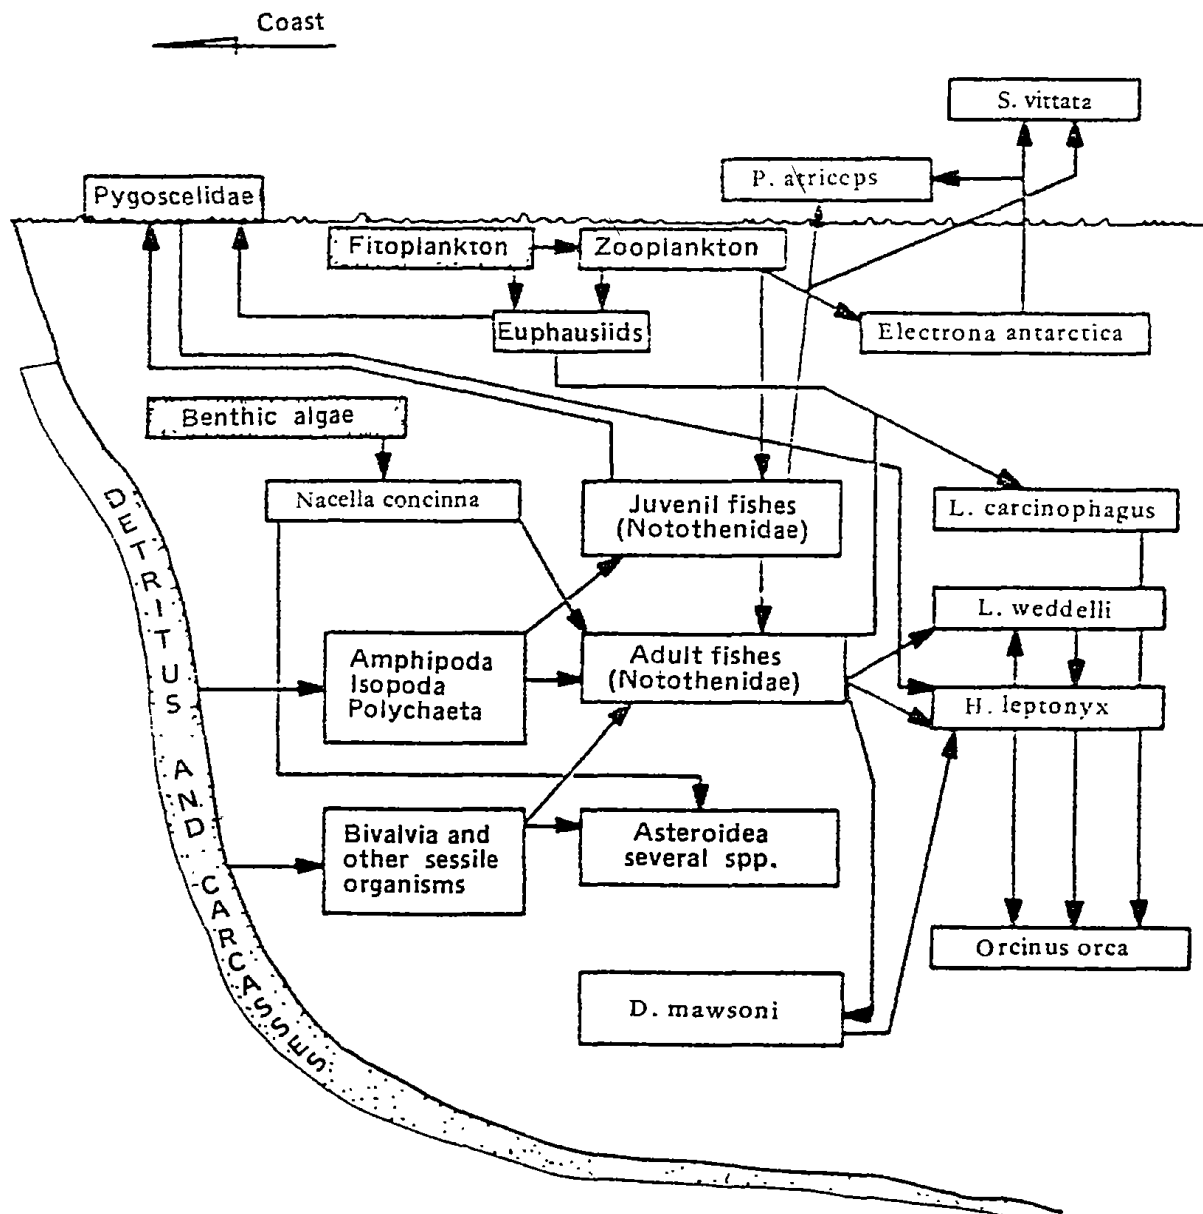 Coast
S. vittata
P. atriceps
Pygoscelidae
Fitoplankton
Zooplankton
Euphausiids
Electrona antarctica
Benthic algae
Nacella concinna
Juvenil fishes
(Notothenidae)
L. carcinophagus
L. weddelli
Amphipoda
Isopoda
Polychaeta
Adult fishes
(Notothenidae)
H. leptonyx
Bivalvia and
other sessile
organisms
Asteroidea
several spp.
Orcinus orca
D. mawsoni
DETRITUS AND CARCASSES